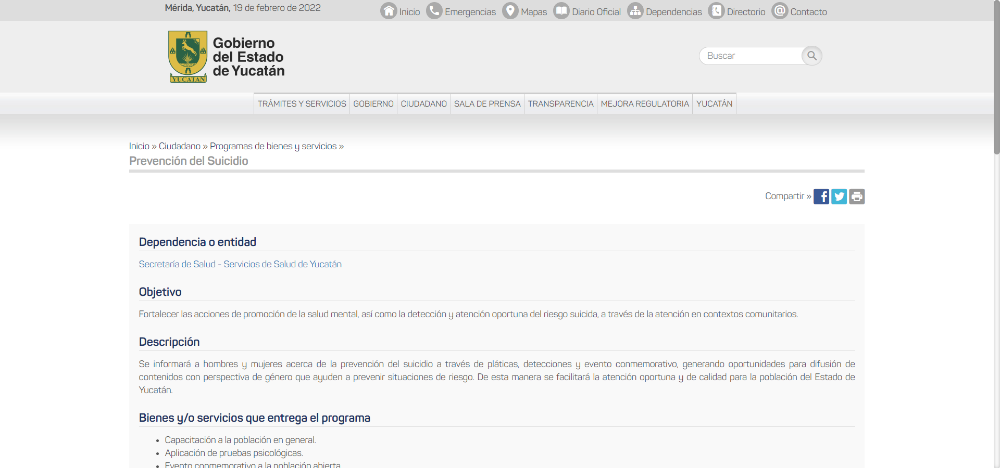 Mérida, Yucatán, 19 de febrero de 2022
Inicio Emergencias Mapas Diario Oficial Dependencias Directorio Contacto
YUCATAN
Gobierno
del Estado
de Yucatán
Buscar
TRÁMITES Y SERVICIOS GOBIERNO CIUDADANO SALA DE PRENSA TRANSPARENCIA MEJORA REGULATORIA YUCATÁN
Inicio » Ciudadano » Programas de bienes y servicios »
Prevención del Suicidio
Compartir »
Dependencia o entidad
Secretaría de Salud - Servicios de Salud de Yucatán
Objetivo
Fortalecer las acciones de promoción de la salud mental, así como la detección y atención oportuna del riesgo suicida, a través de la atención en contextos comunitarios.
Descripción
Se informará a hombres y mujeres acerca de la prevención del suicidio a través de pláticas, detecciones y evento conmemorativo, generando oportunidades para difusión de
contenidos con perspectiva de género que ayuden a prevenir situaciones de riesgo. De esta manera se facilitará la atención oportuna y de calidad para la población del Estado de
Yucatán.
Bienes y/o servicios que entrega el programa
• Capacitación a la población en general.
• Aplicación de pruebas psicológicas.
• Evento conmemorativo a la población abierta